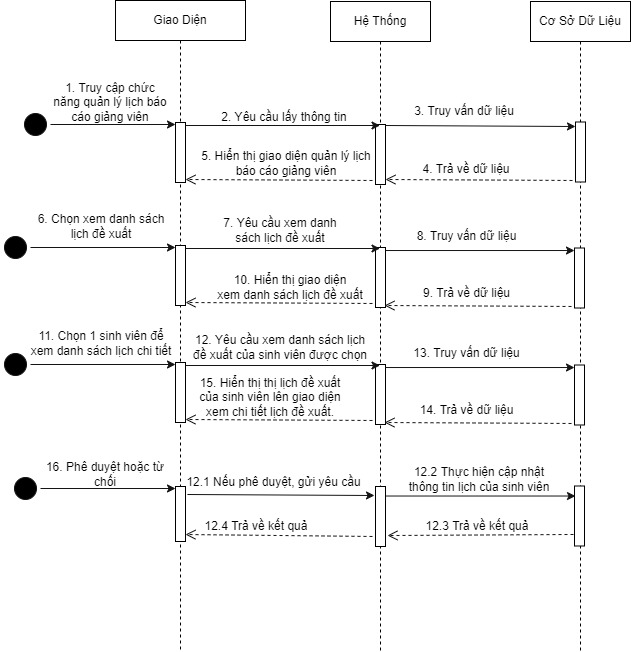 Giao Diện
Hệ Thống
Cơ Sở Dữ Liệu
1. Truy cập chức
năng quản lý lịch báo
cáo giảng viên
2. Yêu cầu lấy thông tin
3. Truy vấn dữ liệu
5. Hiển thị giao diện quản lý lịch
báo cáo giảng viên
4. Trả về dữ liệu
6. Chọn xem danh sách
lịch đề xuất
7. Yêu cầu xem danh
sách lịch đề xuất
8. Truy vấn dữ liệu
10. Hiển thị giao diện
xem danh sách lịch đề xuất
9. Trả về dữ liệu
11. Chọn 1 sinh viên để
xem danh sách lịch chi tiết
12. Yêu cầu xem danh sách lịch
đề xuất của sinh viên được chọn
13. Truy vấn dữ liệu
15. Hiển thị thị lịch đề xuất
của sinh viên lên giao diện
xem chi tiết lịch đề xuất.
14. Trả về dữ liệu
16. Phê duyệt hoặc từ
chối
12.1 Nếu phê duyệt, gửi yêu cầu
12.2 Thực hiện cập nhật
thông tin lịch của sinh viên
12.4 Trả về kết quả
12.3 Trả về kết quả